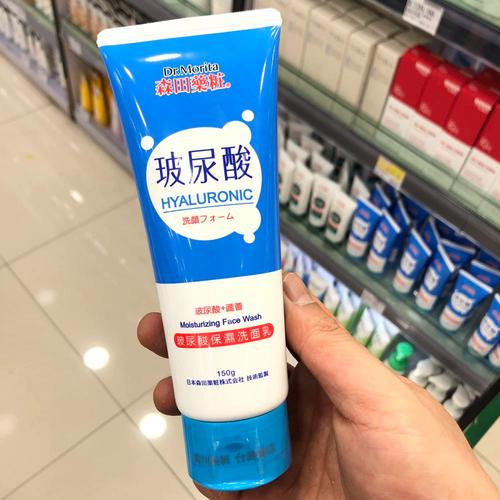 Dr.Morita
森田藥粧®
玻尿酸
HYALURONIC
洗顏フォーム
玻尿酸+蘆薈
Moisturizing Face Wash
玻尿酸保濕洗面乳
150g
日本森田藥粧株式会社 技術監製